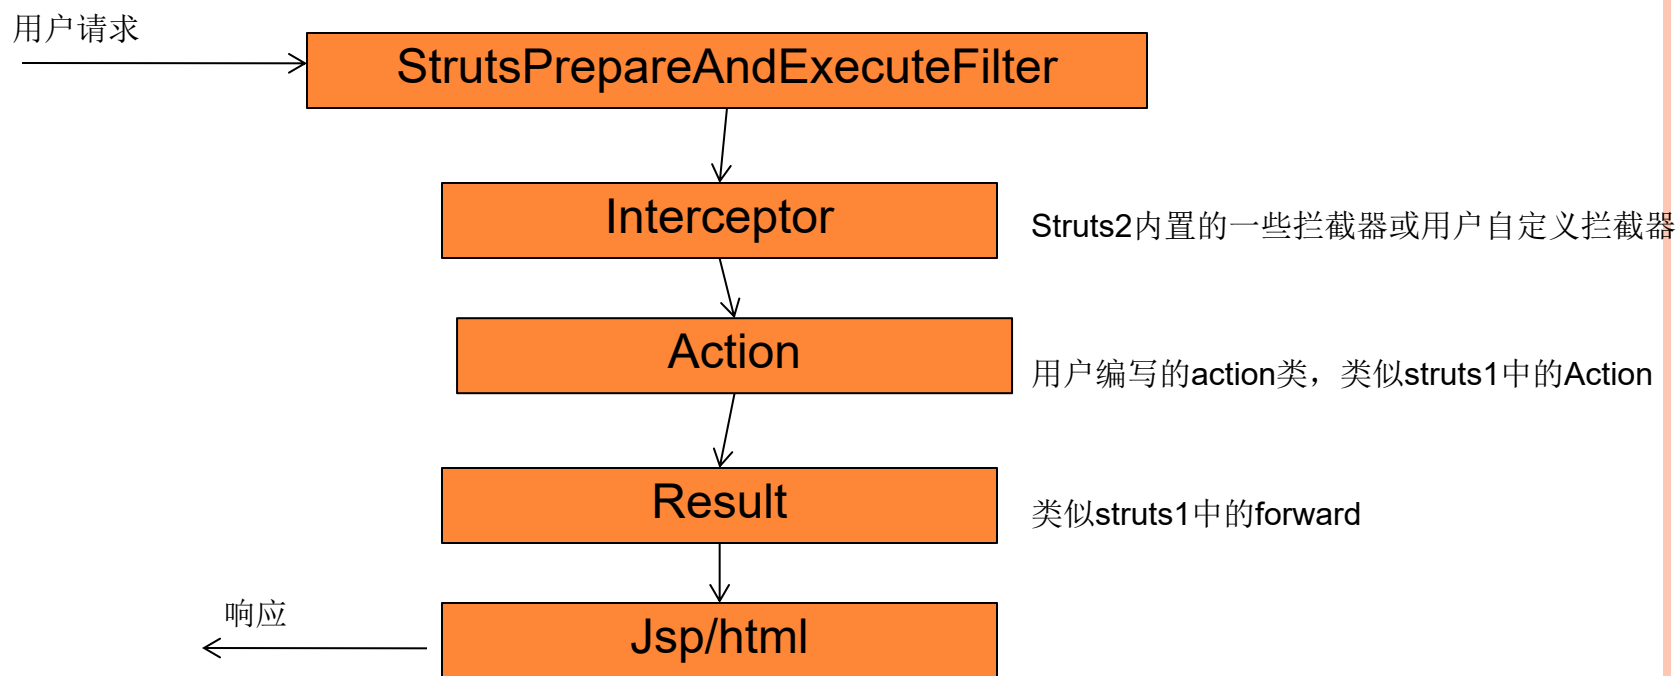 用户请求
StrutsPrepareAndExecuteFilter
Interceptor
Struts2内置的一些拦截器或用户自定义拦截器
Action
用户编写的action类，类似struts1中的Action
Result
类似struts1中的forward
响应
Jsp/html